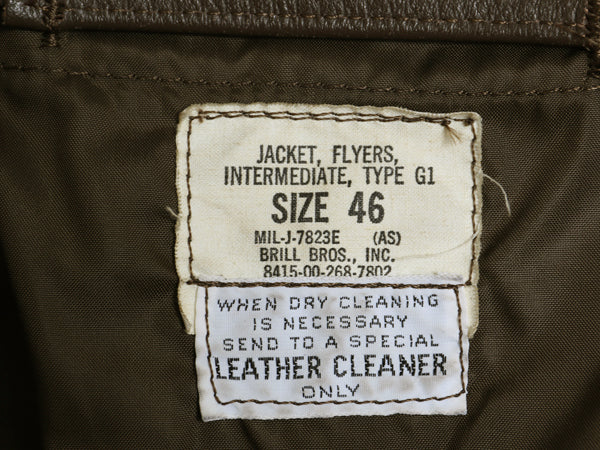 JACKET, FLYERS,
INTERMEDIATE, TYPE G1
SIZE 46
MIL-J-7823E (AS)
BRILL BROS., INC.
8415-00-268-7802
WHEN DRY CLEANING
IS NECESSARY
SEND TO A SPECIAL
LEATHER CLEANER
ONLY